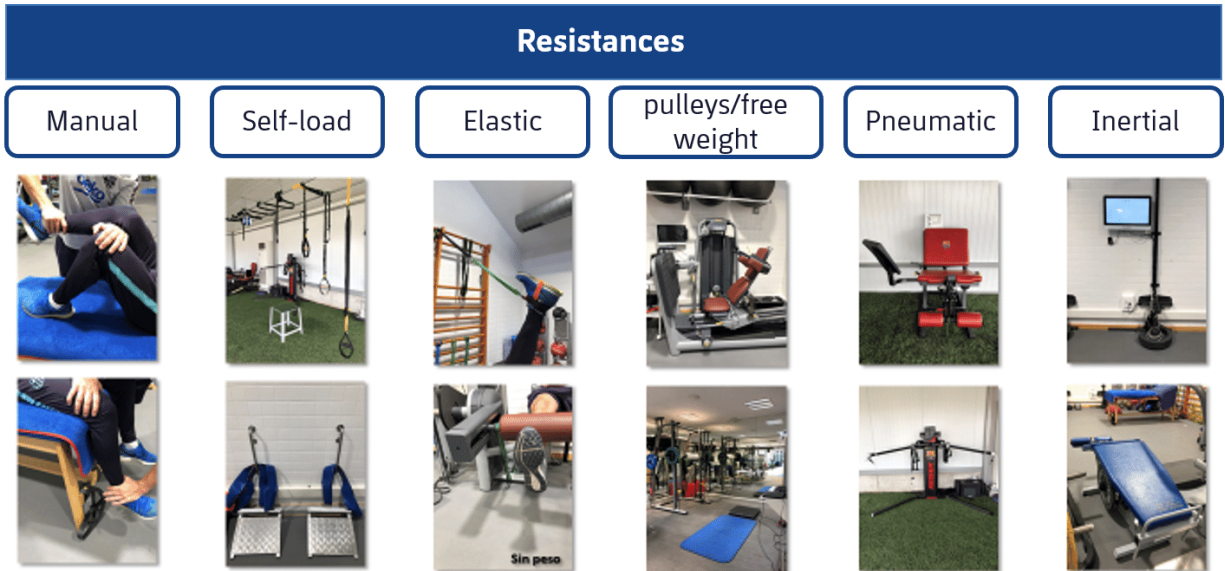 Resistances
Manual
Self-load
Elastic
pulleys/free
weight
Pneumatic
Inertial
Sin peso